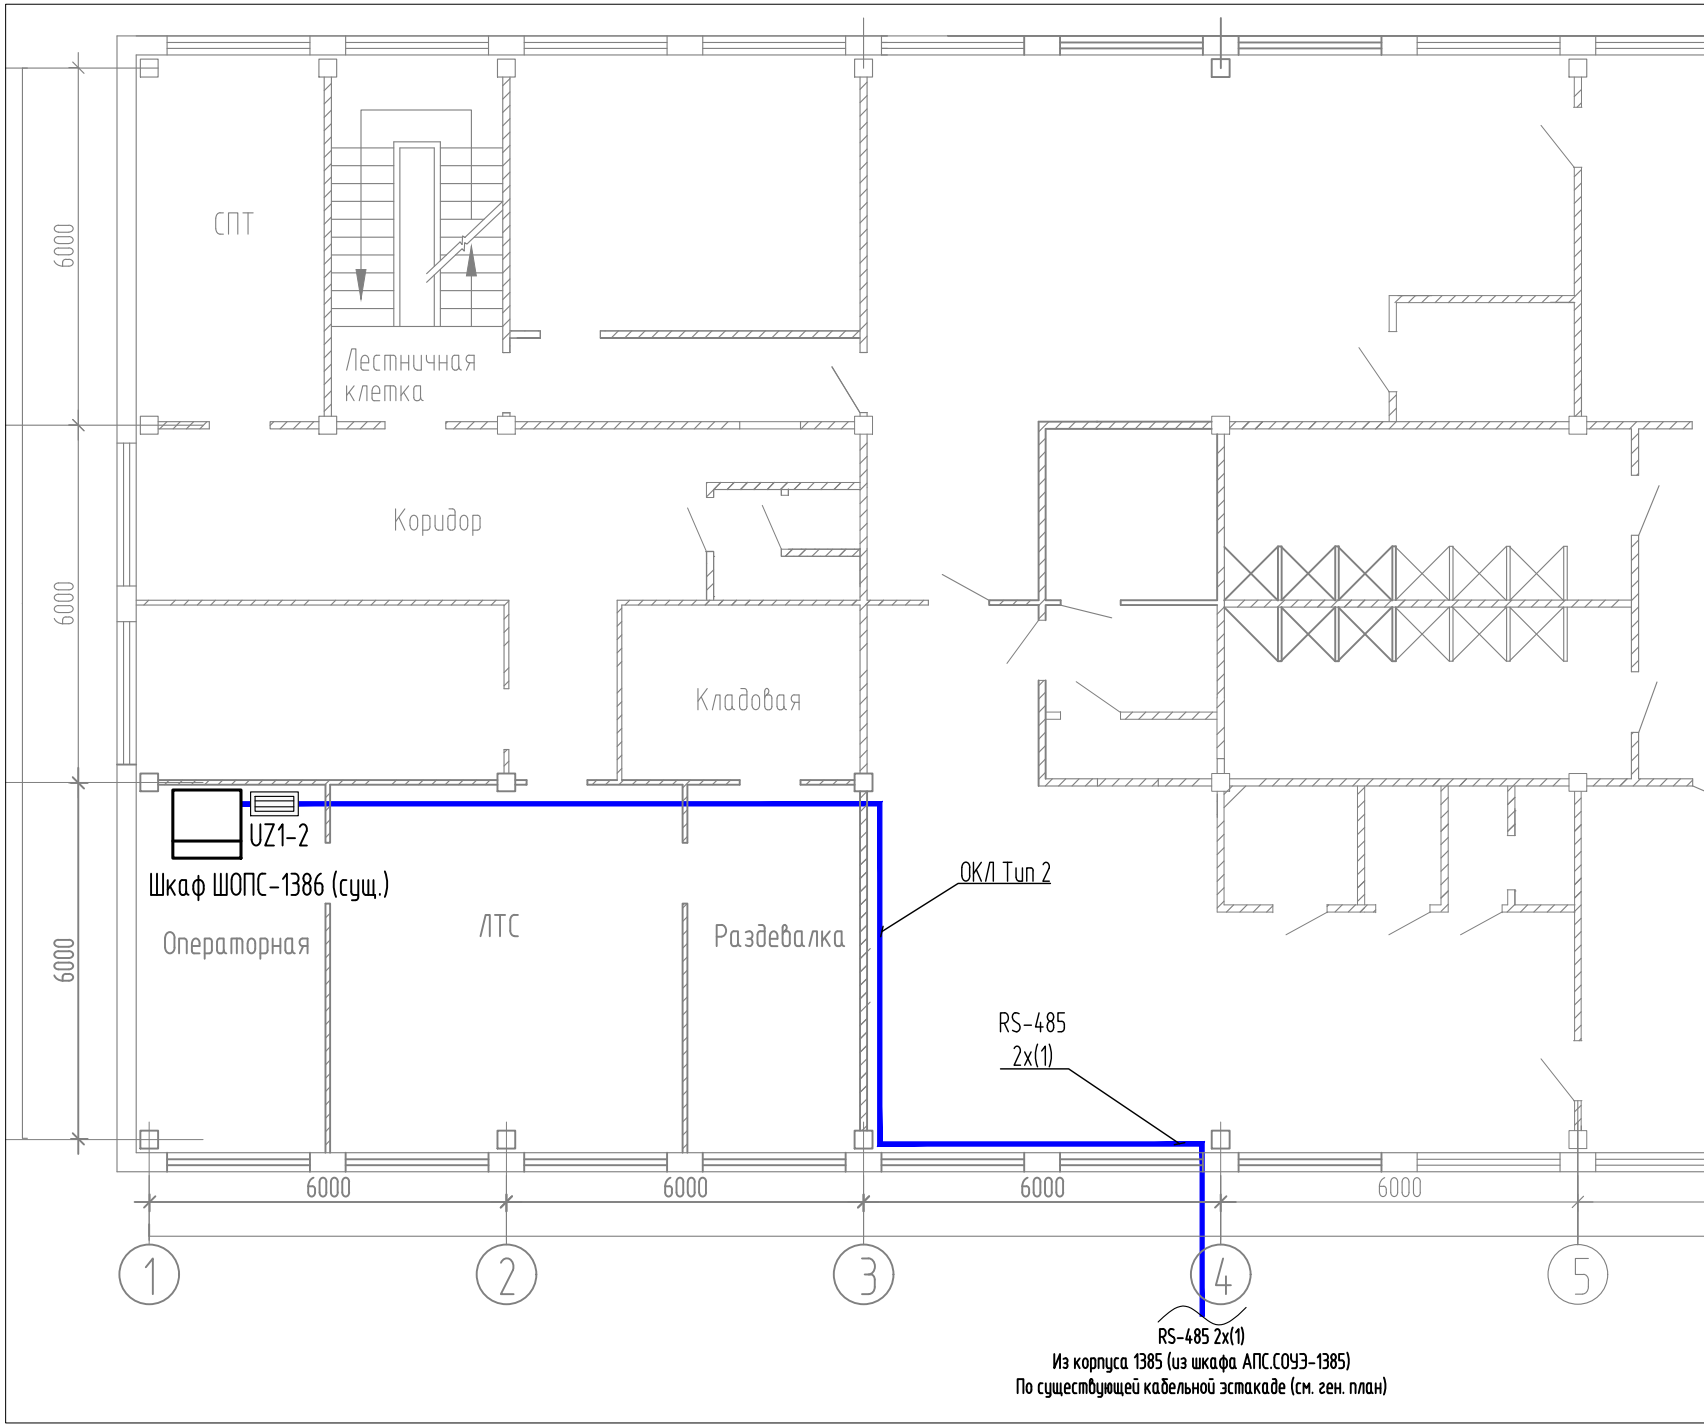 СПТ
6000
Лестничная
клетка
Коридор
6000
Кладовая
UZ1-2
Шкаф ШОПС-1386 (сущ.)
ОКЛ Тип 2
Операторная
ЛТС
Раздевалка
6000
RS-485
2х(1)
6000
6000
6000
6000
1
2
3
4
5
RS-485 2х(1)
Из корпуса 1385 (из шкафа АПС.СОУЭ-1385)
По существующей кабельной эстакаде (см. ген. план)